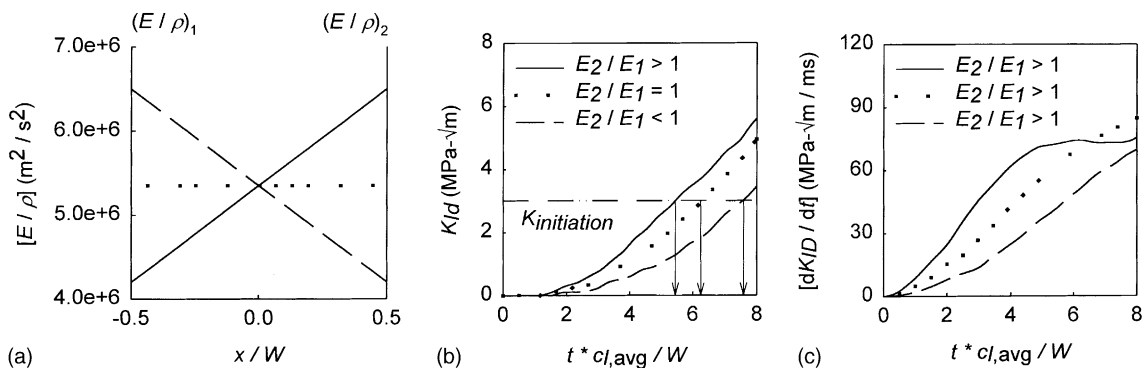 (E / ρ)1 (E / ρ)2
7.0e+6
6.0e+6
5.0e+6
4.0e+6
[E / ρ] (m² / s²)
-0.5 0.0 0.5
x / W
(a)
8
6
4
2
0
KId (MPa-√m)
E2 / E1 > 1
E2 / E1 = 1
E2 / E1 < 1
Kinitiation
0 2 4 6 8
t * cl,avg / W
(b)
120
90
60
30
0
[dKID / dt] (MPa-√m / ms)
E2 / E1 > 1
E2 / E1 > 1
E2 / E1 > 1
0 2 4 6 8
t * cl,avg / W
(c)